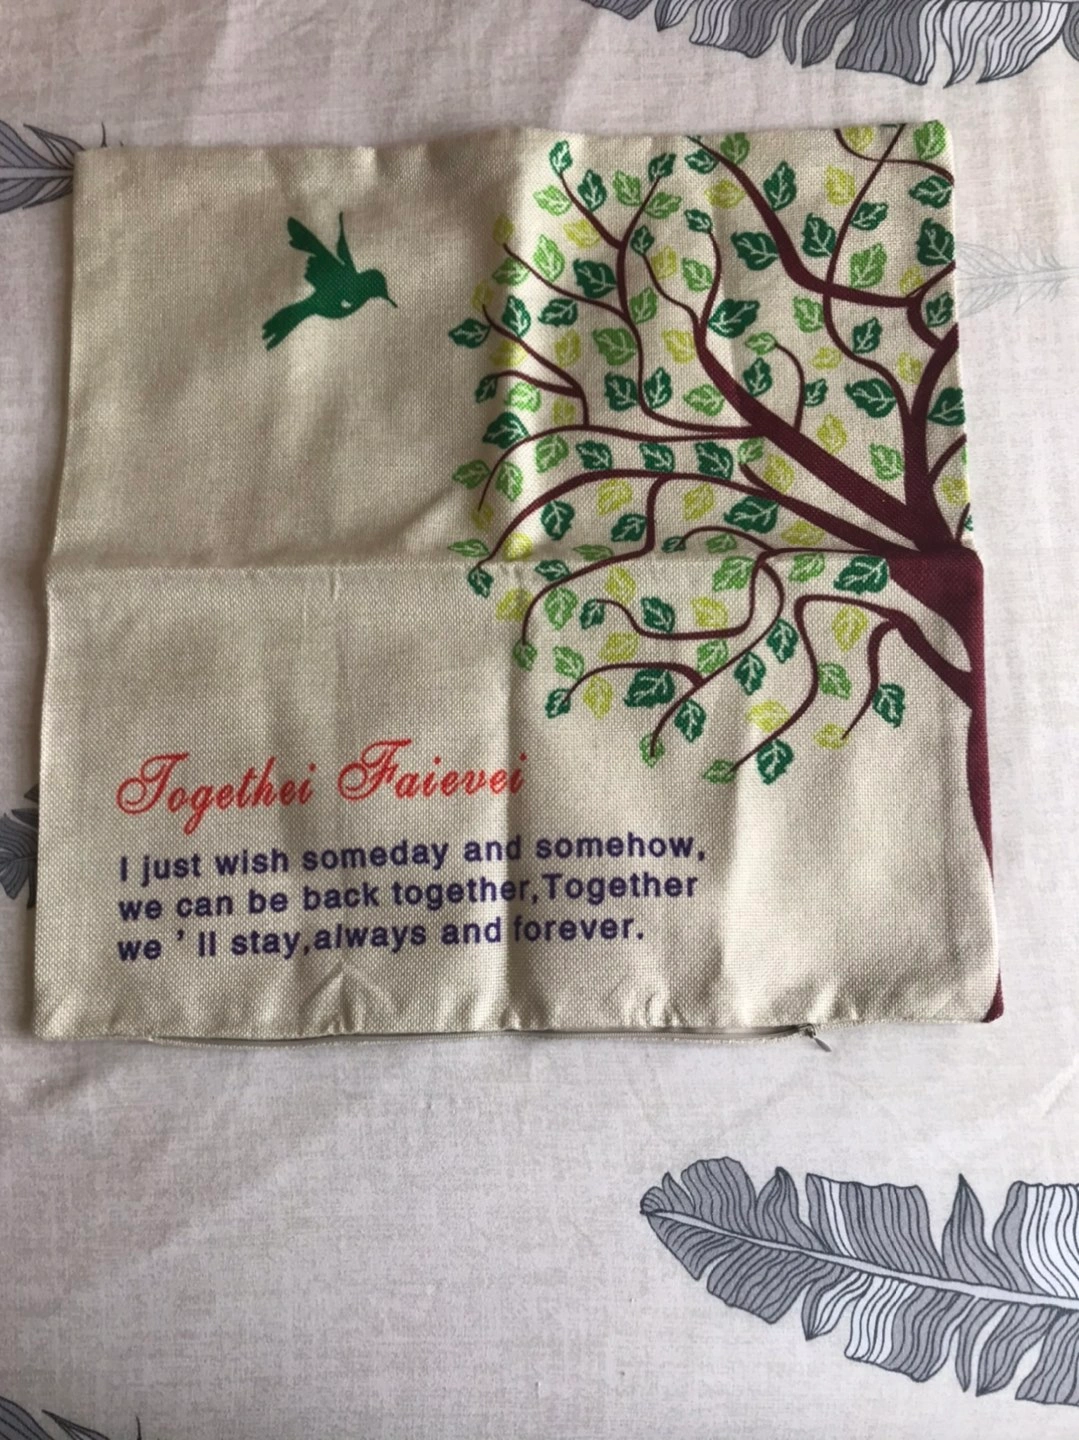 Togethei Faievei
I just wish someday and somehow,
we can be back together,Together
we ' ll stay,always and forever.